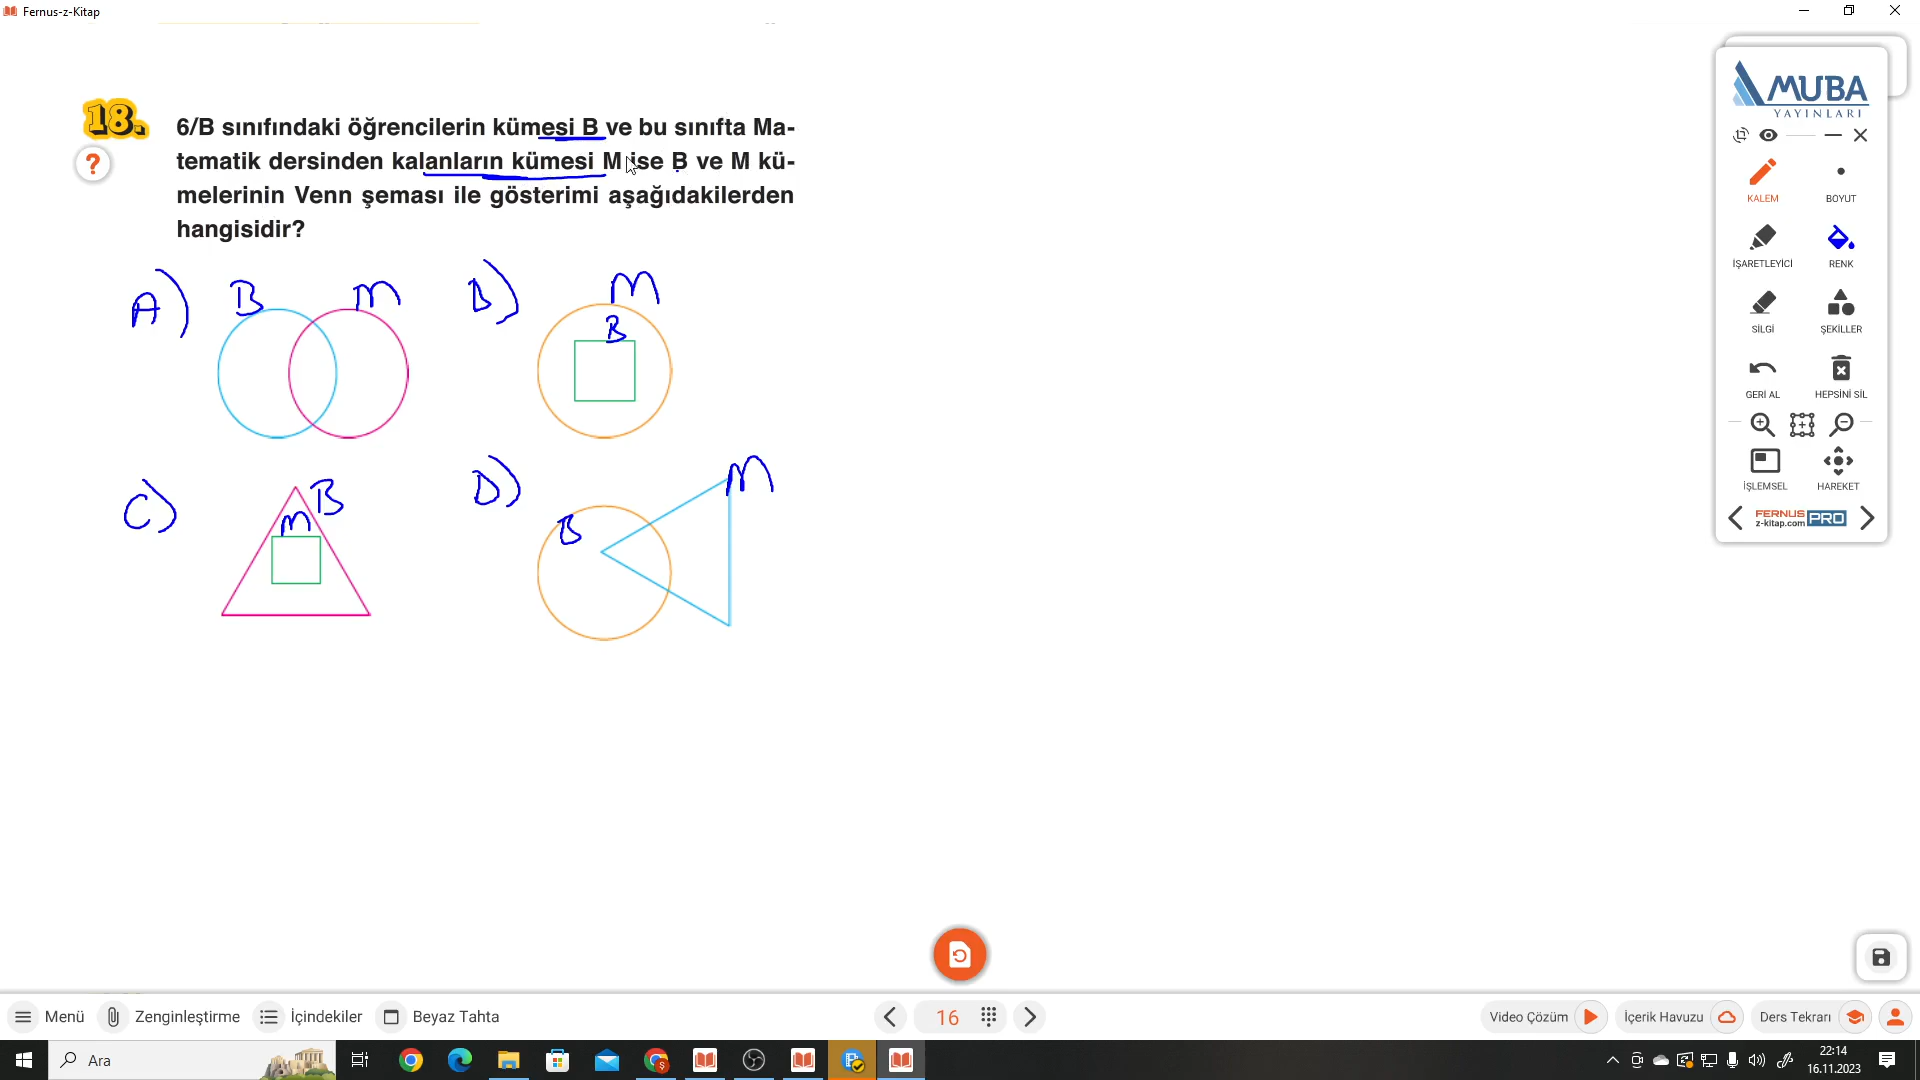 Fernus-z-Kitap
18.
?
6/B sınıfındaki öğrencilerin kümesi B ve bu sınıfta Ma-
tematik dersinden kalanların kümesi M ise B ve M kü-
melerinin Venn şeması ile gösterimi aşağıdakilerden
hangisidir?
A) B M
B) M
B
C) B
m
D) M
B
MUBA
YAYINLARI
KALEM BOYUT
İŞARETLEYİCİ RENK
SİLGİ ŞEKİLLER
GERİ AL HEPSİNİ SİL
İŞLEMSEL HAREKET
FERNUS
z-kitap.com PRO
Menü Zenginleştirme İçindekiler Beyaz Tahta 16 Video Çözüm İçerik Havuzu Ders Tekrarı
Ara
22:14
16.11.2023